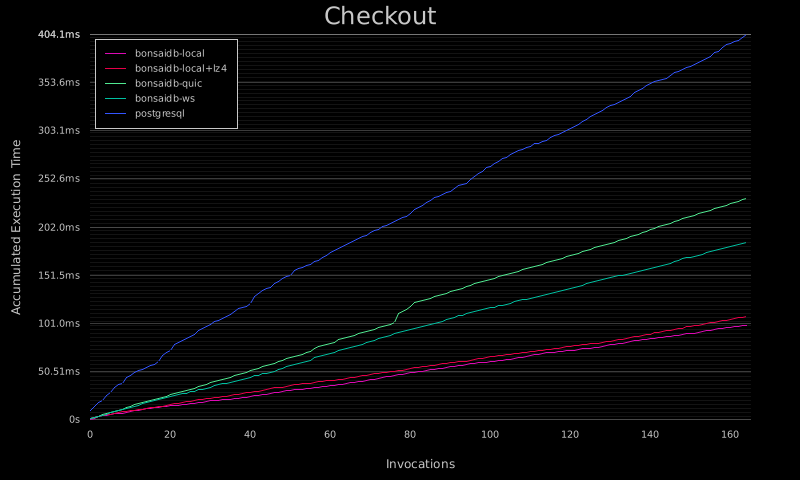 Checkout
404.1ms
353.6ms
303.1ms
252.6ms
202.0ms
151.5ms
101.0ms
50.51ms
0s
bonsaidb-local
bonsaidb-local+lz4
bonsaidb-quic
bonsaidb-ws
postgresql
Accumulated Execution Time
0 20 40 60 80 100 120 140 160
Invocations